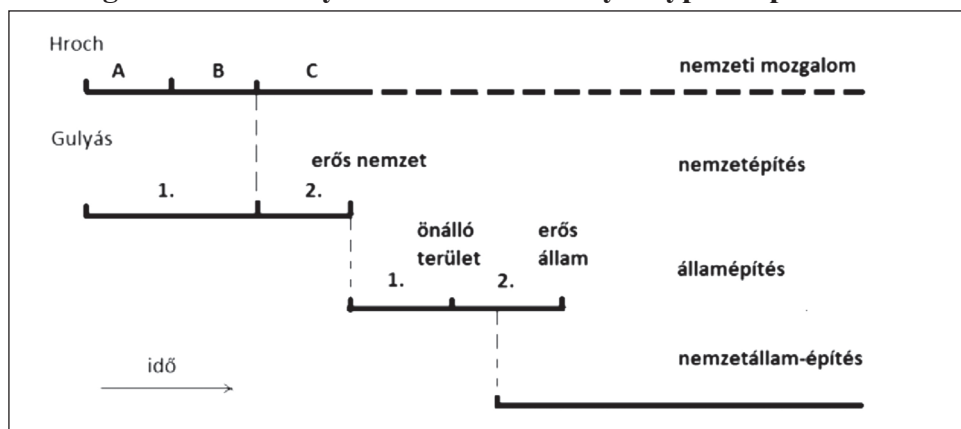 Hroch
A B C
nemzeti mozgalom
Gulyás
erős nemzet
nemzetépítés
1. 2.
önálló erős
terület állam
államépítés
1. 2.
idő
nemzetállam-építés